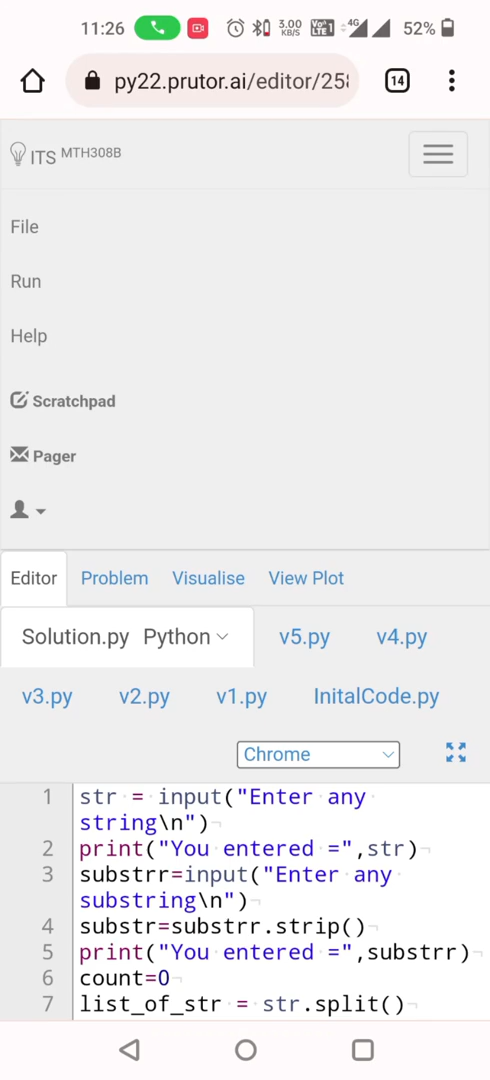 11:26 3.00 KB/S Vo) LTE 1 4G 52%
py22.prutor.ai/editor/25 14
ITS MTH308B
File
Run
Help
Scratchpad
Pager
Editor Problem Visualise View Plot
Solution.py Python v5.py v4.py
v3.py v2.py v1.py InitalCode.py
Chrome
1 str = input("Enter any
string\n")
2 print("You entered =",str)
3 substrr=input("Enter any
substring\n")
4 substr=substrr.strip()
5 print("You entered =",substrr)
6 count=0
7 list_of_str = str.split()